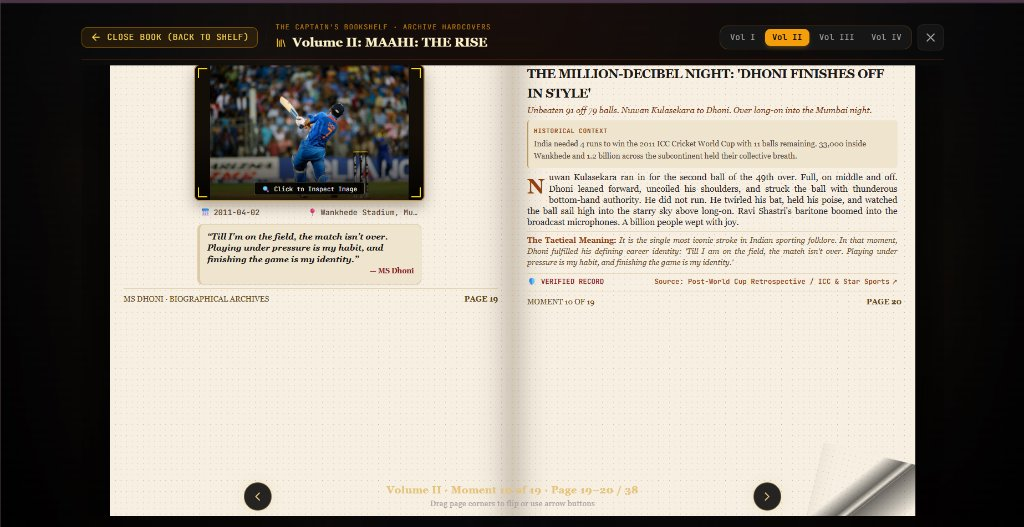 THE CAPTAIN'S BOOKSHELF · ARCHIVE HARDCOVERS
← CLOSE BOOK (BACK TO SHELF)
Volume II: MAAHI: THE RISE
Vol I
Vol II
Vol III
Vol IV
Click to Inspect Image
2011-04-02
Wankhede Stadium, Mu…
“Till I’m on the field, the match isn’t over.
Playing under pressure is my habit, and
finishing the game is my identity.”
— MS Dhoni
MS DHONI · BIOGRAPHICAL ARCHIVES
PAGE 19
THE MILLION-DECIBEL NIGHT: 'DHONI FINISHES OFF
IN STYLE'
Unbeaten 91 off 79 balls. Nuwan Kulasekara to Dhoni. Over long-on into the Mumbai night.
HISTORICAL CONTEXT
India needed 4 runs to win the 2011 ICC Cricket World Cup with 11 balls remaining. 33,000 inside
Wankhede and 1.2 billion across the subcontinent held their collective breath.
Nuwan Kulasekara ran in for the second ball of the 49th over. Full, on middle and off.
Dhoni leaned forward, uncoiled his shoulders, and struck the ball with thunderous
bottom-hand authority. He did not run. He twirled his bat, held his poise, and watched
the ball sail high into the starry sky above long-on. Ravi Shastri's baritone boomed into the
broadcast microphones. A billion people wept with joy.
The Tactical Meaning: It is the single most iconic stroke in Indian sporting folklore. In that moment,
Dhoni fulfilled his defining career identity: 'Till I am on the field, the match isn't over. Playing under
pressure is my habit, and finishing the game is my identity.'
VERIFIED RECORD
Source: Post-World Cup Retrospective / ICC & Star Sports ↗
MOMENT 10 OF 19
PAGE 20
Volume II · Moment 10 of 19 · Page 19–20 / 38
Drag page corners to flip or use arrow buttons